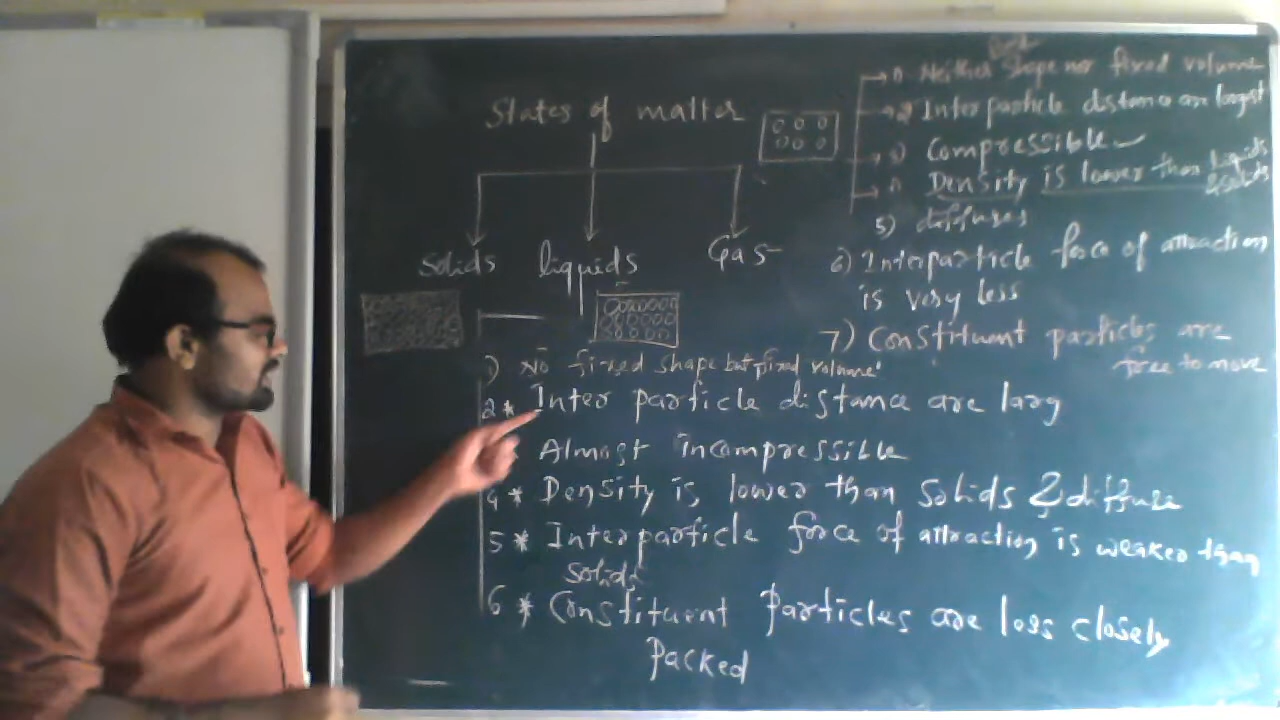 States of matter
Solids liquids Gas
1) Neither shape nor fixed volume
2 Interparticle distance are largst
3) Compressible
Density is lower than liquids
& solids
5) diffuses
6) Interparticle force of attraction
is very less
7) Constituent particles are
free to move
1) No fixed shape but fixed volume
2* Inter particle distance are larg
Almost incompressible
4* Density is lower than solids & diffuse
5* Interparticle force of attraction is weaker than
solids
6* Constituent particles are less closely
Packed